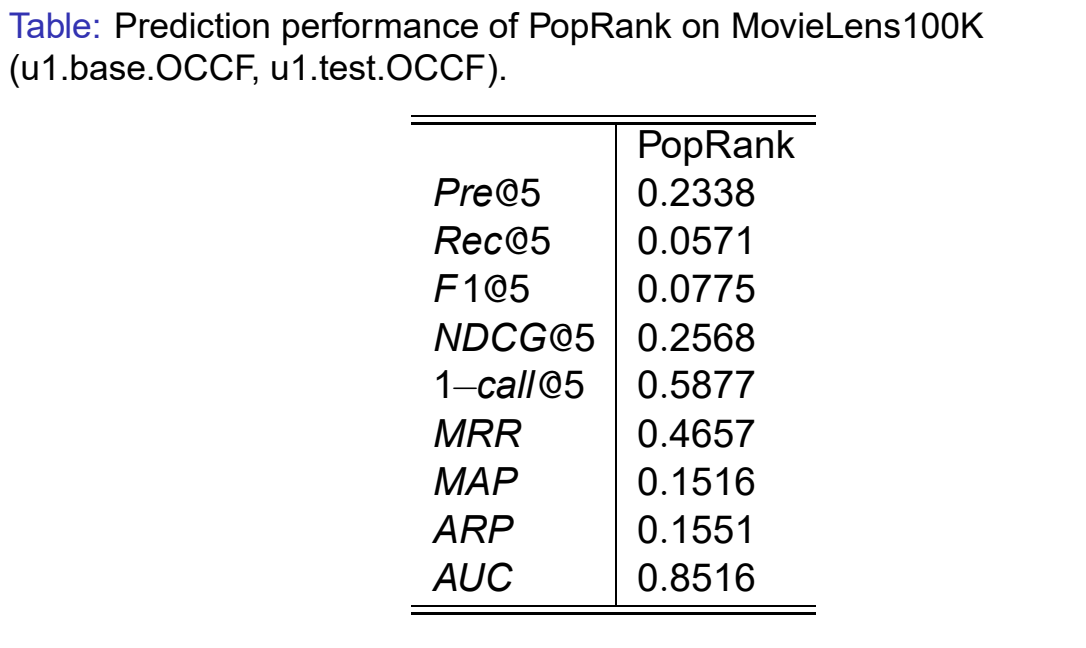 Table: Prediction performance of PopRank on MovieLens100K
(u1.base.OCCF, u1.test.OCCF).
PopRank
Pre@5 0.2338
Rec@5 0.0571
F1@5 0.0775
NDCG@5 0.2568
1–call@5 0.5877
MRR 0.4657
MAP 0.1516
ARP 0.1551
AUC 0.8516